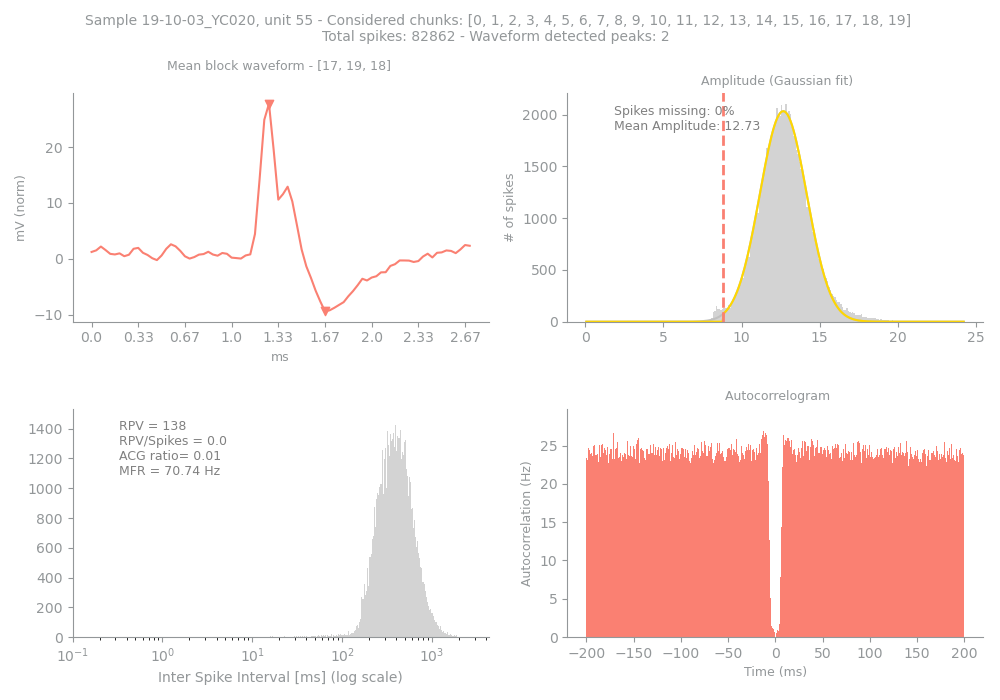 Sample 19-10-03_YC020, unit 55 - Considered chunks: [0, 1, 2, 3, 4, 5, 6, 7, 8, 9, 10, 11, 12, 13, 14, 15, 16, 17, 18, 19]
Total spikes: 82862 - Waveform detected peaks: 2
Mean block waveform - [17, 19, 18]
mV (norm)
20
10
0
−10
0.0 0.33 0.67 1.0 1.33 1.67 2.0 2.33 2.67
ms
Amplitude (Gaussian fit)
Spikes missing: 0%
Mean Amplitude: 12.73
# of spikes
2000
1500
1000
500
0
0 5 10 15 20 25
RPV = 138
RPV/Spikes = 0.0
ACG ratio= 0.01
MFR = 70.74 Hz
1400
1200
1000
800
600
400
200
0
10⁻¹ 10⁰ 10¹ 10² 10³
Inter Spike Interval [ms] (log scale)
Autocorrelogram
Autocorrelation (Hz)
25
20
15
10
5
0
−200 −150 −100 −50 0 50 100 150 200
Time (ms)